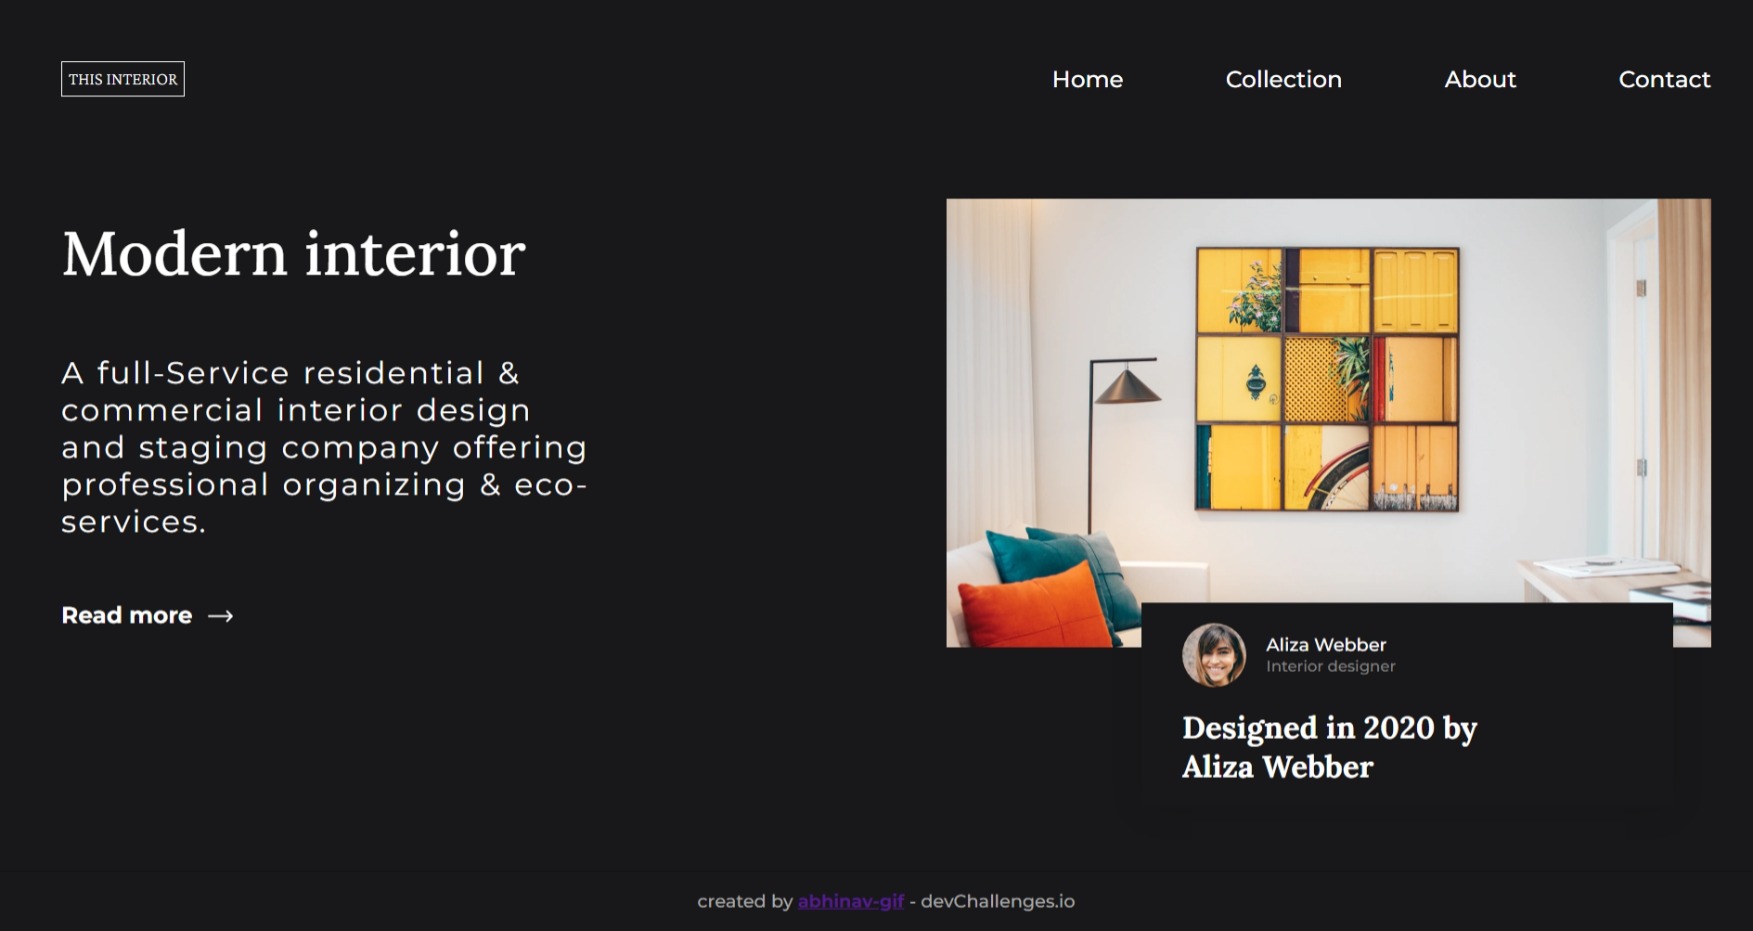 THIS INTERIOR
Home
Collection
About
Contact
Modern interior
A full-Service residential &
commercial interior design
and staging company offering
professional organizing & eco-
services.
Read more
Aliza Webber
Interior designer
Designed in 2020 by
Aliza Webber
created by abhinav-gif - devChallenges.io